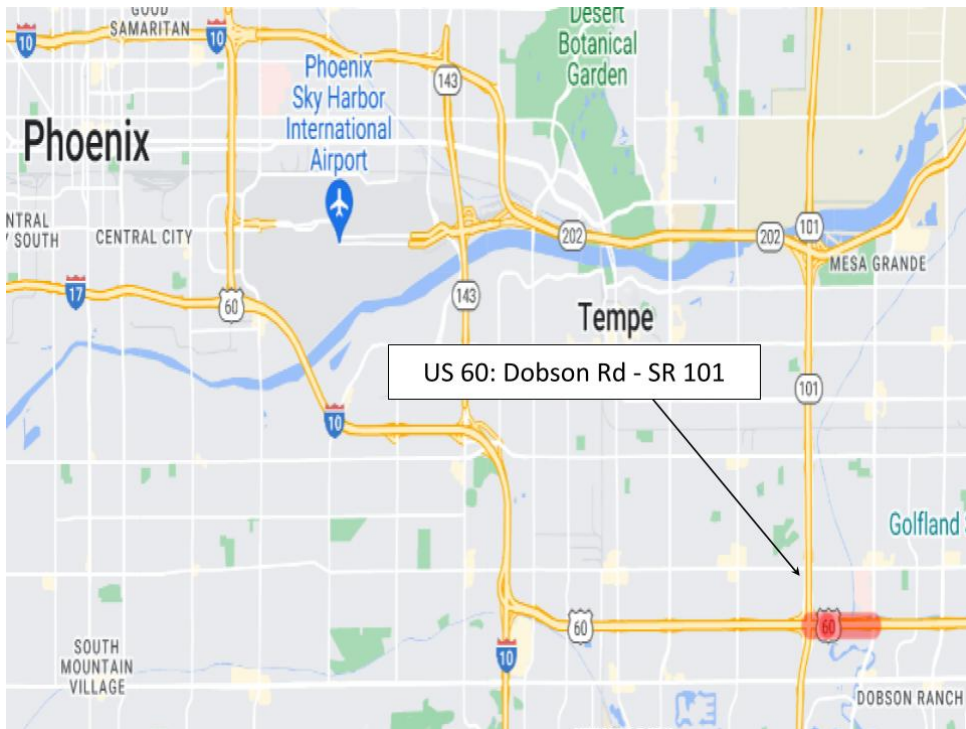 GOOD
SAMARITAN
10
10
Desert
Botanical
Garden
143
Phoenix
Sky Harbor
International
Airport
Phoenix
NTRAL
Y SOUTH
CENTRAL CITY
202
202
101
MESA GRANDE
17
60
143
Tempe
US 60: Dobson Rd - SR 101
101
10
Golfland
60
60
10
SOUTH
MOUNTAIN
VILLAGE
DOBSON RANCH